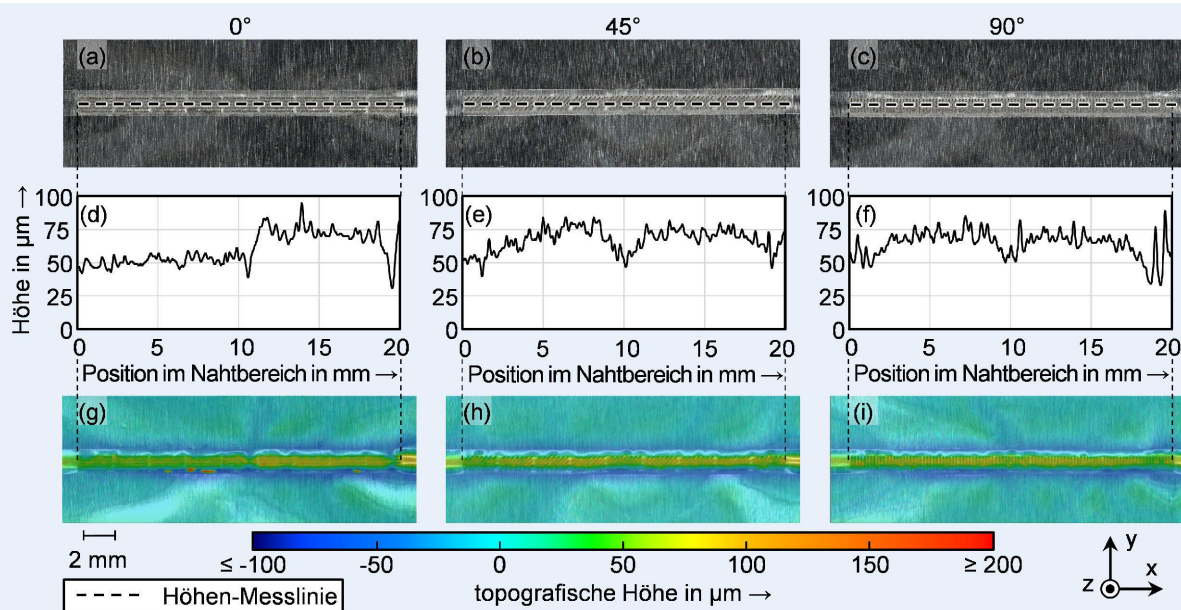 0° 45° 90°
(a) (b) (c)
Höhe in µm →
100 100 100
(d) (e) (f)
75 75 75
50 50 50
25 25 25
0 0 0
0 5 10 15 20 0 5 10 15 20 0 5 10 15 20
Position im Nahtbereich in mm → Position im Nahtbereich in mm → Position im Nahtbereich in mm →
(g) (h) (i)
2 mm
≤ -100 -50 0 50 100 150 ≥ 200
topografische Höhe in µm →
Höhen-Messlinie
y
z x